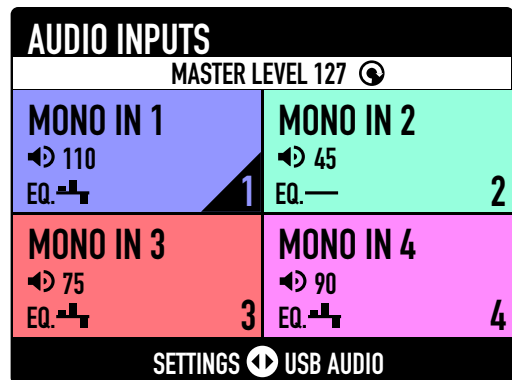 AUDIO INPUTS
MASTER LEVEL 127
MONO IN 1
110
EQ.
1
MONO IN 2
45
EQ.
2
MONO IN 3
75
EQ.
3
MONO IN 4
90
EQ.
4
SETTINGS USB AUDIO